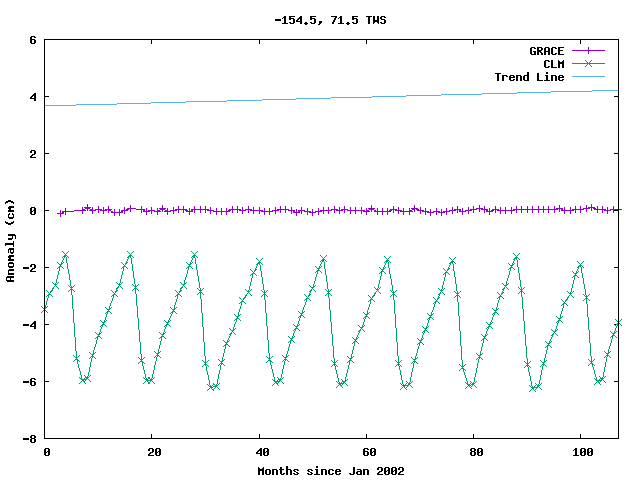 -154.5, 71.5 TWS
GRACE
CLM
Trend Line
6
4
2
0
-2
-4
-6
-8
Anomaly (cm)
0 20 40 60 80 100
Months since Jan 2002